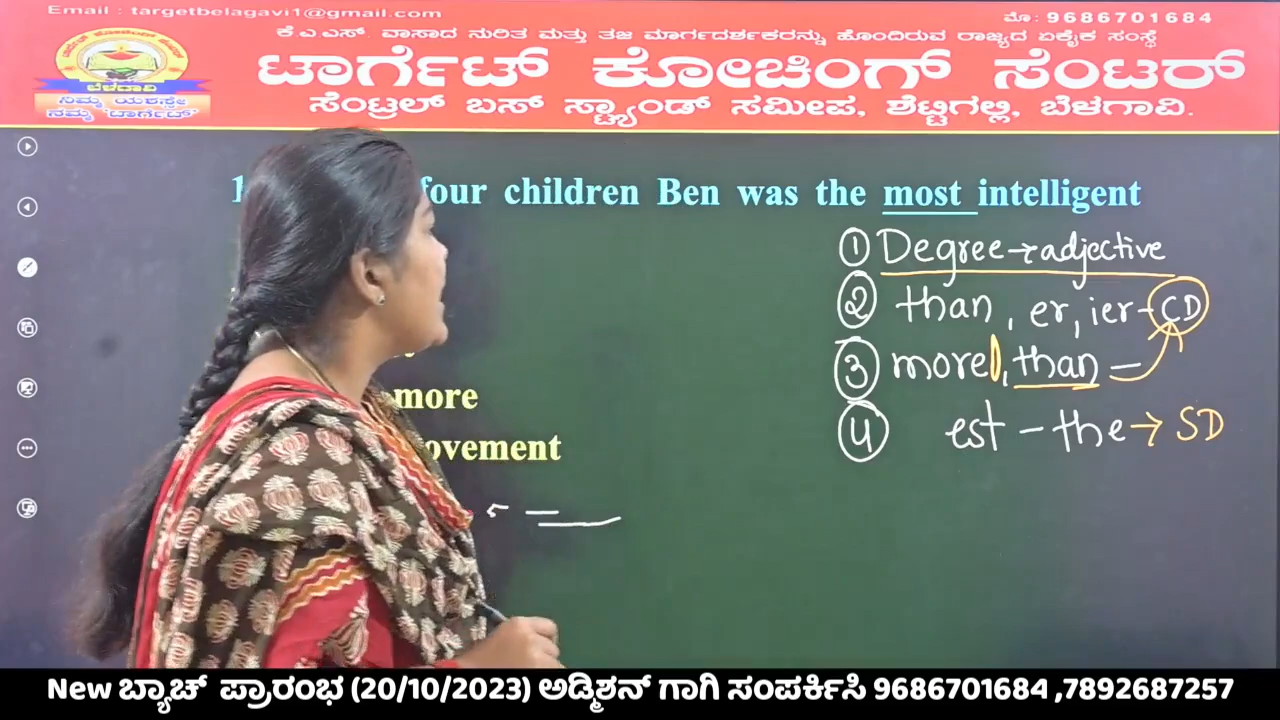 Email : targetbelagavi1@gmail.com
ಮೊ: 9686701684
ಕೆ.ಎ.ಎಸ್. ವಾಸಾದ ನುರಿತ ಮತ್ತು ತಜ್ಞ ಮಾರ್ಗದರ್ಶಕರನ್ನು ಹೊಂದಿರುವ ರಾಜ್ಯದ ಏಕೈಕ ಸಂಸ್ಥೆ
ಟಾರ್ಗೆಟ್ ಕೋಚಿಂಗ್ ಸೆಂಟರ್
ಸೆಂಟ್ರಲ್ ಬಸ್ ಸ್ಟ್ಯಾಂಡ್ ಸಮೀಪ, ಶೆಟ್ಟಿಗಲ್ಲಿ, ಬೆಳಗಾವಿ.
ಬೆಳಗಾವಿ
ನಿಮ್ಮ ಯಶಸ್ಸೇ
ನಮ್ಮ ಟಾರ್ಗೆಟ್
four children Ben was the most intelligent
① Degree → adjective
② than, er, ier - CD
③ more, than -
④ est - the → SD
more
ovement
New ಬ್ಯಾಚ್ ಪ್ರಾರಂಭ (20/10/2023) ಅಡ್ಮಿಶನ್ ಗಾಗಿ ಸಂಪರ್ಕಿಸಿ 9686701684 ,7892687257